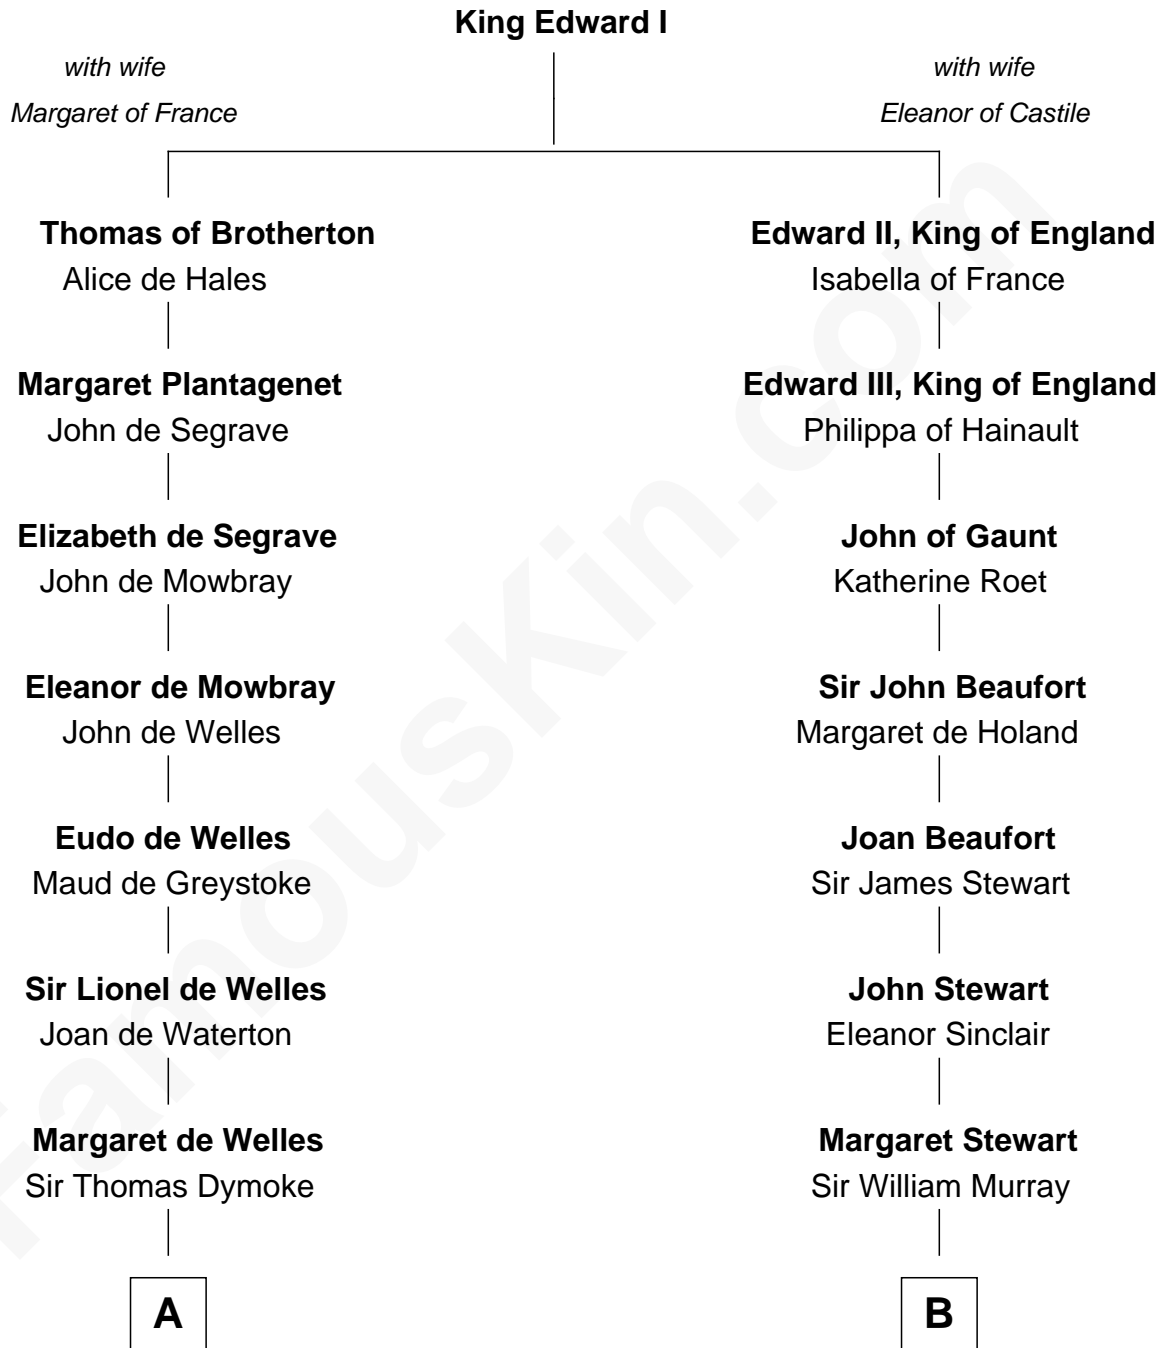 King Edward I
with wife
Margaret of France
with wife
Eleanor of Castile
Thomas of Brotherton
Alice de Hales
Edward II, King of England
Isabella of France
Margaret Plantagenet
John de Segrave
Edward III, King of England
Philippa of Hainault
Elizabeth de Segrave
John de Mowbray
John of Gaunt
Katherine Roet
Eleanor de Mowbray
John de Welles
Sir John Beaufort
Margaret de Holand
Eudo de Welles
Maud de Greystoke
Joan Beaufort
Sir James Stewart
Sir Lionel de Welles
Joan de Waterton
John Stewart
Eleanor Sinclair
Margaret de Welles
Sir Thomas Dymoke
Margaret Stewart
Sir William Murray
A
B
FamousKin.com